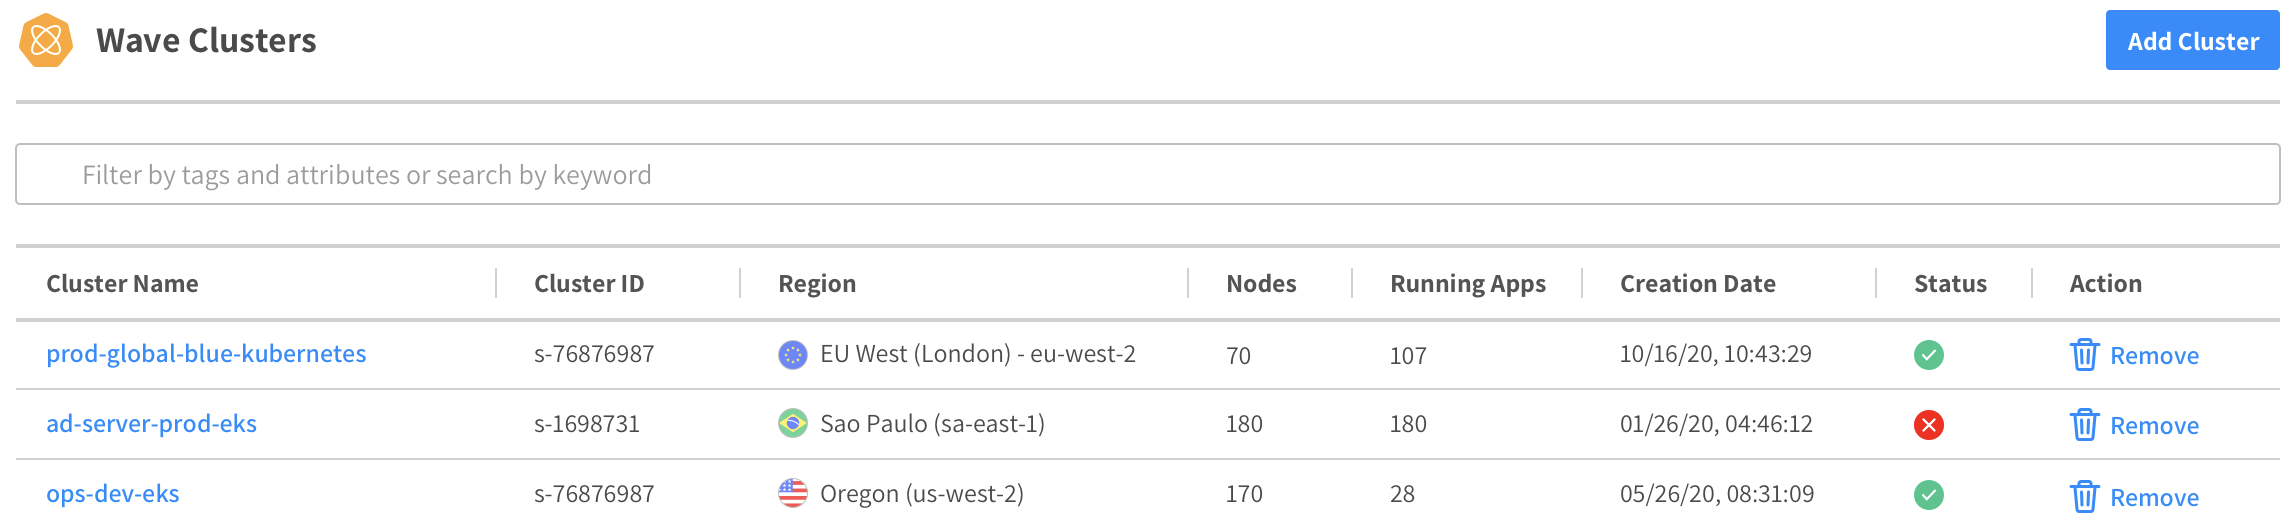 Wave Clusters
Add Cluster
Filter by tags and attributes or search by keyword
Cluster Name Cluster ID Region Nodes Running Apps Creation Date Status Action
prod-global-blue-kubernetes s-76876987 EU West (London) - eu-west-2 70 107 10/16/20, 10:43:29 Remove
ad-server-prod-eks s-1698731 Sao Paulo (sa-east-1) 180 180 01/26/20, 04:46:12 Remove
ops-dev-eks s-76876987 Oregon (us-west-2) 170 28 05/26/20, 08:31:09 Remove